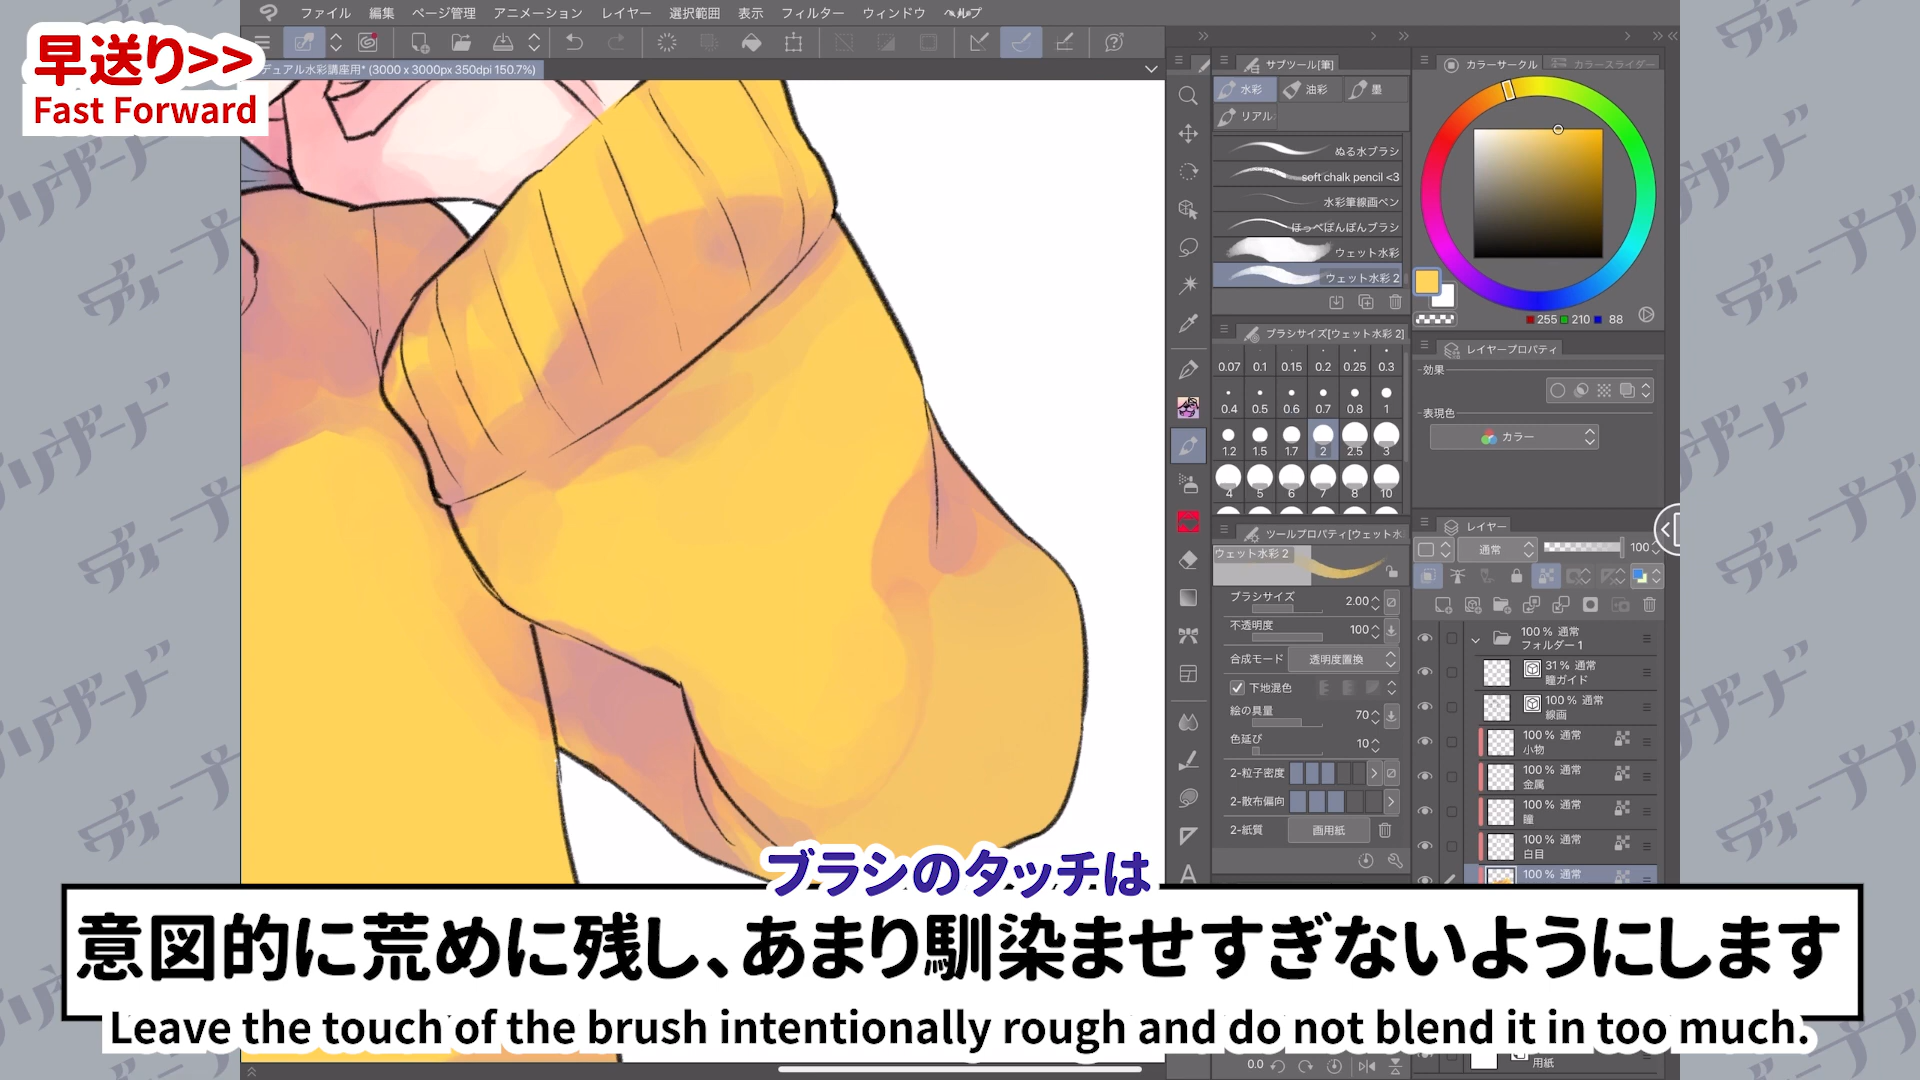 早送り>>
Fast Forward
ファイル 編集 ページ管理 アニメーション レイヤー 選択範囲 表示 フィルター ウィンドウ ヘルプ
デュアル水彩講座用* (3000 x 3000px 350dpi 150.7%)
サブツール[筆]
水彩 油彩 墨
リアル
ぬる水ブラシ
soft chalk pencil <3
水彩筆線画ペン
ほっぺぽんぽんブラシ
ウェット水彩
ウェット水彩 2
ブラシサイズ[ウェット水彩 2]
0.07 0.1 0.15 0.2 0.25 0.3
0.4 0.5 0.6 0.7 0.8 1
1.2 1.5 1.7 2 2.5 3
4 5 6 7 8 10
ツールプロパティ[ウェット水
ウェット水彩 2
ブラシサイズ 2.00
不透明度 100
合成モード 透明度置換
下地混色
絵の具量 70
色延び 10
2-粒子密度
2-散布偏向
2-紙質 画用紙
カラーサークル カラースライダー
255 210 88
レイヤープロパティ
効果
表現色
カラー
レイヤー
通常 100
100 % 通常
フォルダー 1
31 % 通常
瞳ガイド
100 % 通常
線画
100 % 通常
小物
100 % 通常
金属
100 % 通常
瞳
100 % 通常
白目
100 % 通常
用紙
0.0
ブラシのタッチは
意図的に荒めに残し、あまり馴染ませすぎないようにします
Leave the touch of the brush intentionally rough and do not blend it in too much.
ディープブリザード